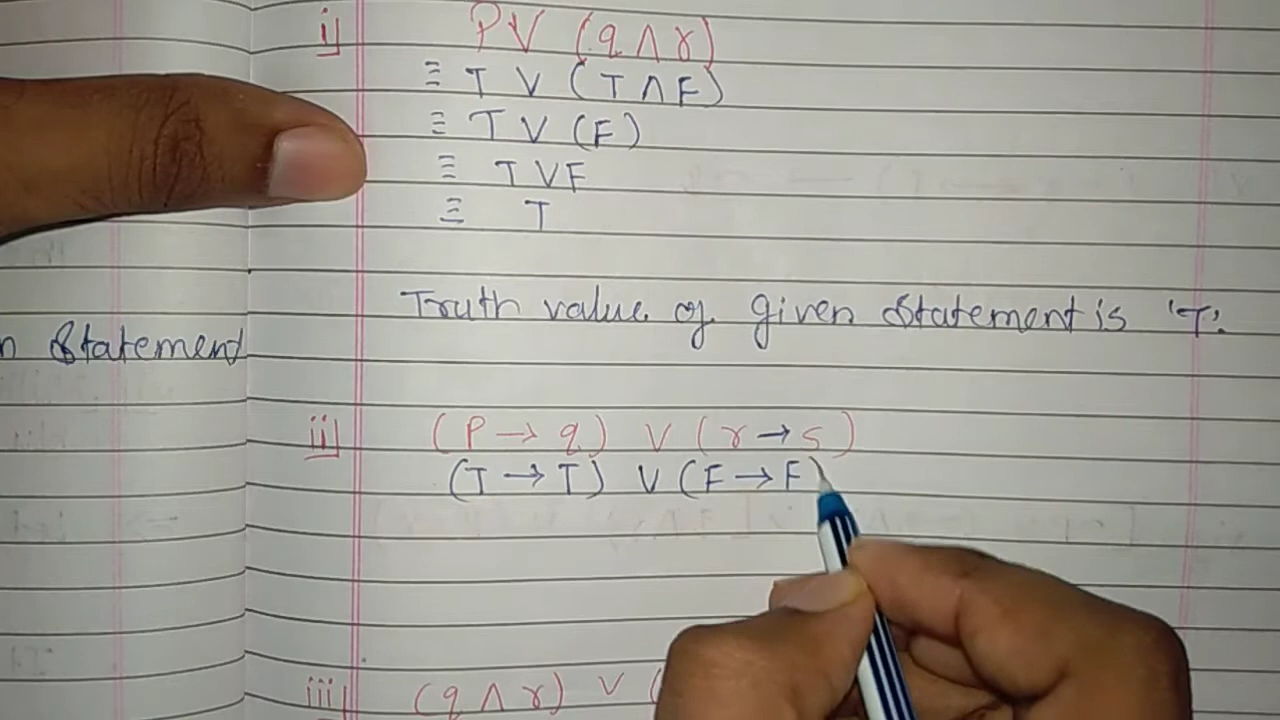 i) P V (q ∧ r)
≡ T V (T ∧ F)
≡ T V (F)
≡ T V F
≡ T
Truth value of given statement is 'T'.
n Statement
ii) (P → q) V (r → s)
(T → T) V (F → F)
iii) (q ∧ r) V (